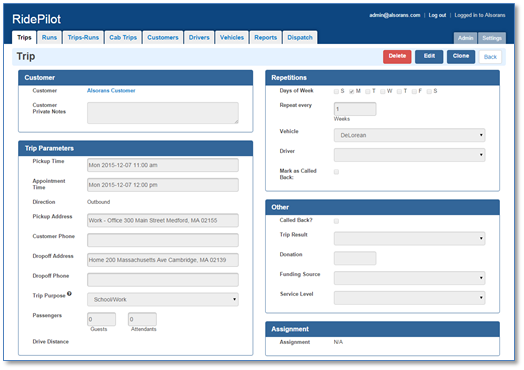 RidePilot
admin@alsorans.com | Log out | Logged in to Alsorans
Trips Runs Trips-Runs Cab Trips Customers Drivers Vehicles Reports Dispatch Admin Settings
Trip Delete Edit Clone Back
Customer
Customer Alsorans Customer
Customer
Private Notes
Trip Parameters
Pickup Time Mon 2015-12-07 11:00 am
Appointment
Time Mon 2015-12-07 12:00 pm
Direction Outbound
Pickup Address Work - Office 300 Main Street Medford, MA 02155
Customer Phone
Dropoff Address Home 200 Massachusetts Ave Cambridge, MA 02139
Dropoff Phone
Trip Purpose ? School/Work
Passengers 0 0
Guests Attendants
Drive Distance
Repetitions
Days of Week S M T W T F S
Repeat every 1
Weeks
Vehicle DeLorean
Driver
Mark as Called
Back:
Other
Called Back?
Trip Result
Donation
Funding Source
Service Level
Assignment
Assignment N/A